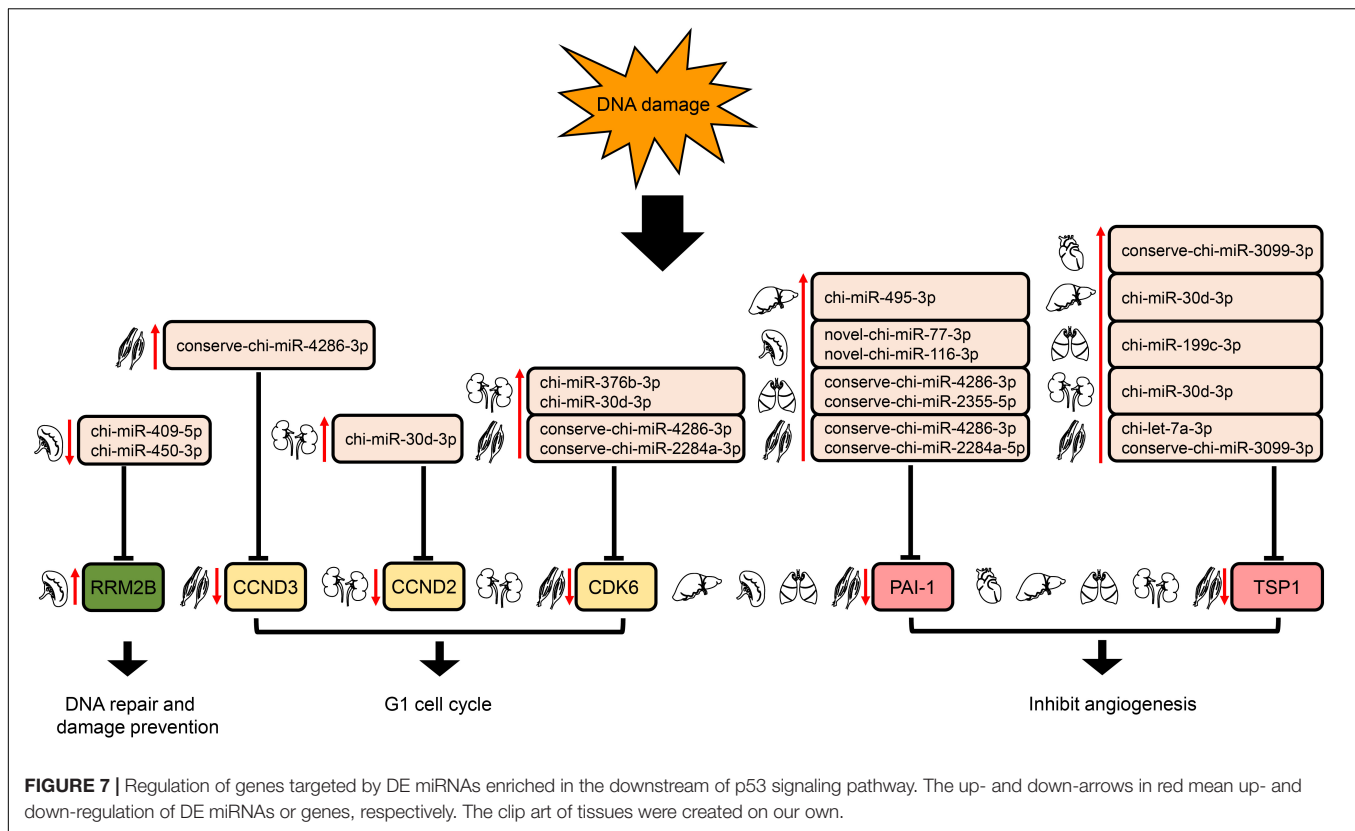 DNA damage
conserve-chi-miR-3099-3p
chi-miR-30d-3p
chi-miR-199c-3p
chi-miR-30d-3p
chi-let-7a-3p
conserve-chi-miR-3099-3p
chi-miR-495-3p
novel-chi-miR-77-3p
novel-chi-miR-116-3p
conserve-chi-miR-4286-3p
conserve-chi-miR-2355-5p
conserve-chi-miR-4286-3p
conserve-chi-miR-2284a-5p
conserve-chi-miR-4286-3p
chi-miR-376b-3p
chi-miR-30d-3p
conserve-chi-miR-4286-3p
conserve-chi-miR-2284a-3p
chi-miR-409-5p
chi-miR-450-3p
chi-miR-30d-3p
RRM2B
CCND3
CCND2
CDK6
PAI-1
TSP1
DNA repair and
damage prevention
G1 cell cycle
Inhibit angiogenesis
FIGURE 7 | Regulation of genes targeted by DE miRNAs enriched in the downstream of p53 signaling pathway. The up- and down-arrows in red mean up- and
down-regulation of DE miRNAs or genes, respectively. The clip art of tissues were created on our own.